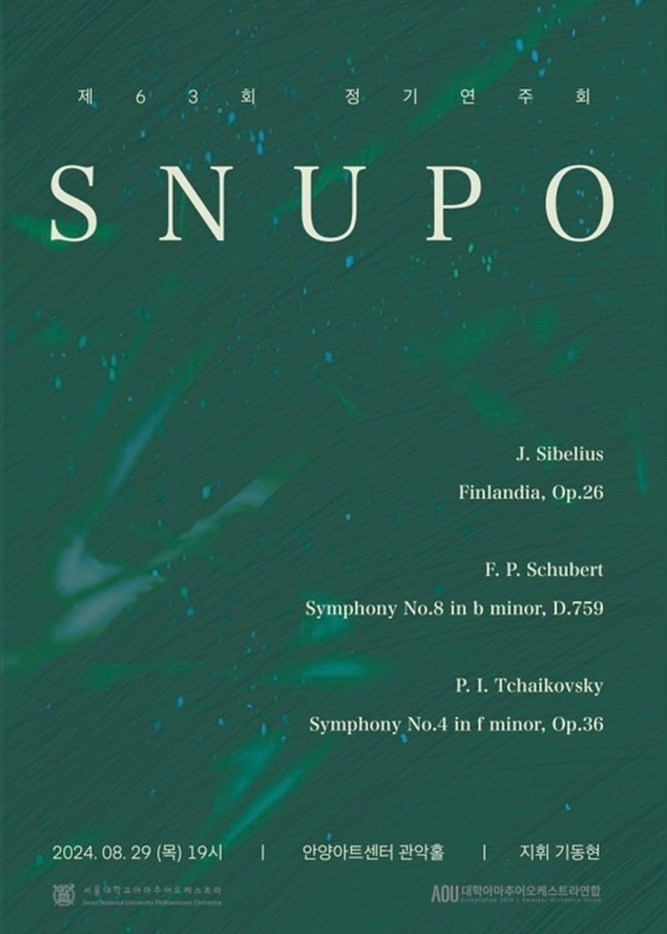 제 63회 정기연주회
SNUPO
J. Sibelius
Finlandia, Op.26
F. P. Schubert
Symphony No.8 in b minor, D.759
P. I. Tchaikovsky
Symphony No.4 in f minor, Op.36
2024. 08. 29 (목) 19시 | 안양아트센터 관악홀 | 지휘 기동현
서울대학교아마추어오케스트라
Seoul National University Philharmonic Orchestra
AOU 대학아마추어오케스트라연합